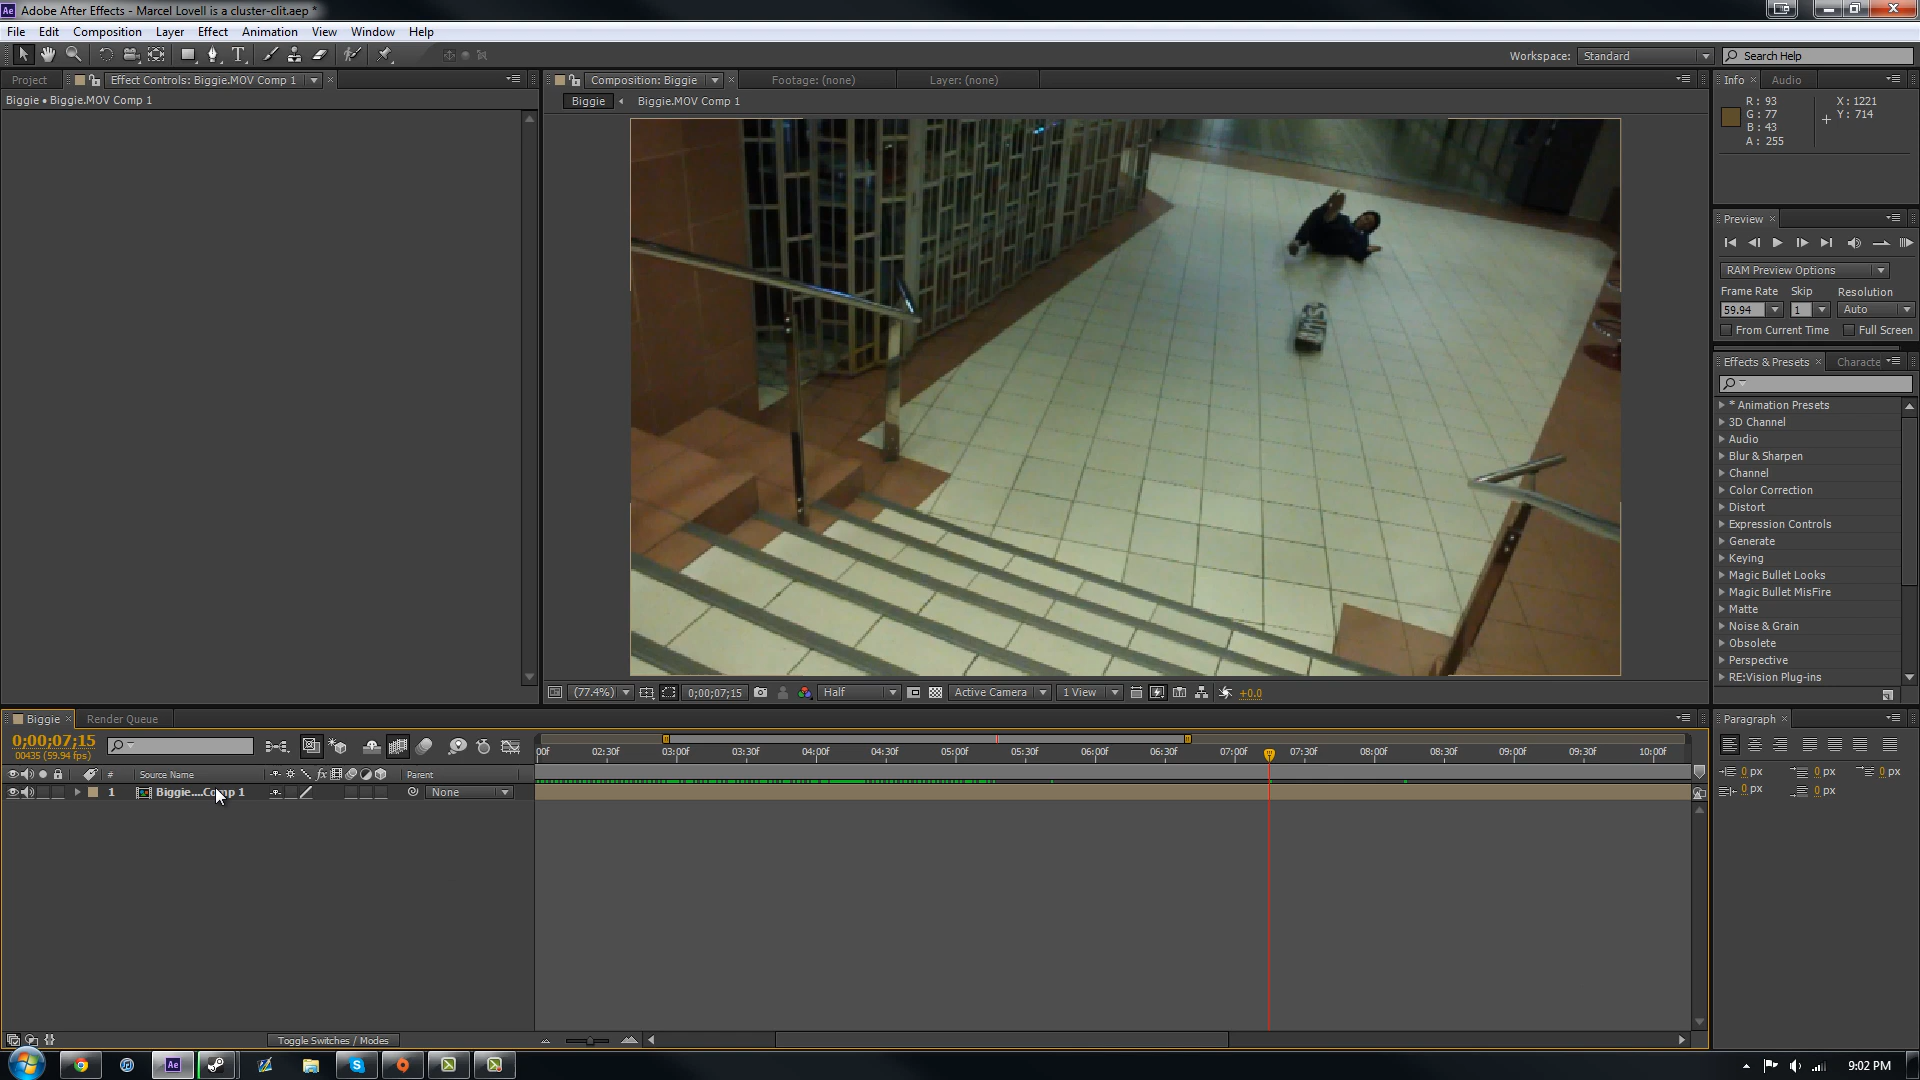 Adobe After Effects - Marcel Lovell is a cluster-clit.aep *
File Edit Composition Layer Effect Animation View Window Help
Workspace: Standard Search Help
Project Effect Controls: Biggie.MOV Comp 1 Composition: Biggie Footage: (none) Layer: (none) Info Audio
Biggie • Biggie.MOV Comp 1 Biggie Biggie.MOV Comp 1
R: 93 X: 1221
G: 77 Y: 714
B: 43
A: 255
Preview
RAM Preview Options
Frame Rate Skip Resolution
59.94 1 Auto
From Current Time Full Screen
Effects & Presets Characte
* Animation Presets
3D Channel
Audio
Blur & Sharpen
Channel
Color Correction
Distort
Expression Controls
Generate
Keying
Magic Bullet Looks
Magic Bullet MisFire
Matte
Noise & Grain
Obsolete
Perspective
RE:Vision Plug-ins
(77.4%) 0;00;07;15 Half Active Camera 1 View +0.0
Biggie Render Queue Paragraph
0;00;07;15
00435 (59.94 fps)
:00f 02:30f 03:00f 03:30f 04:00f 04:30f 05:00f 05:30f 06:00f 06:30f 07:00f 07:30f 08:00f 08:30f 09:00f 09:30f 10:00f
# Source Name fx Parent
1 Biggie....Comp 1 None
0 px 0 px 0 px
0 px 0 px
Toggle Switches / Modes
9:02 PM